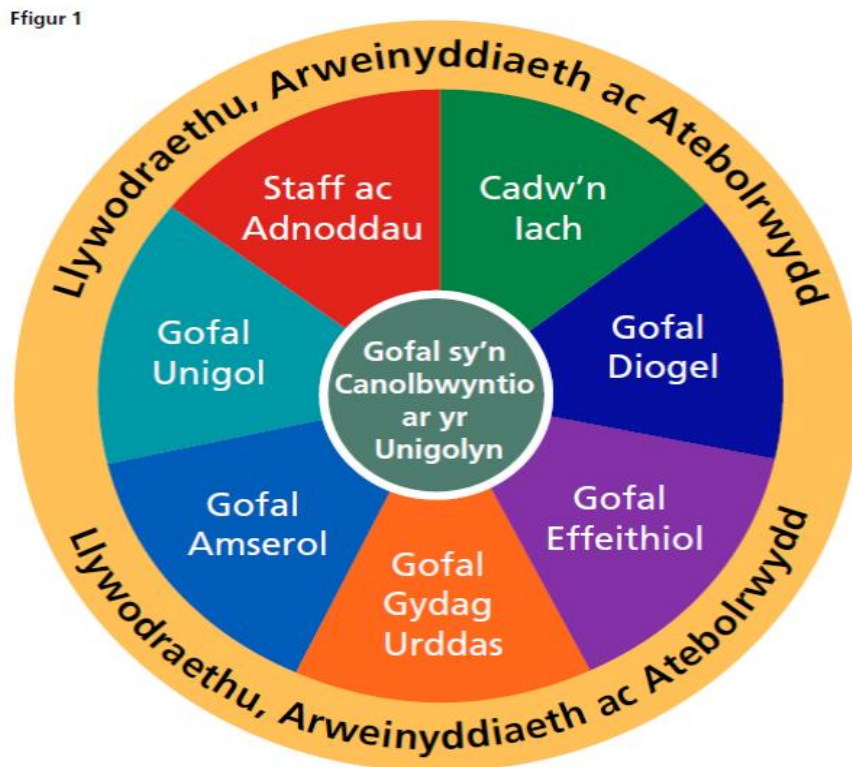 Ffigur 1
Llywodraethu, Arweinyddiaeth ac Atebolrwydd
Staff ac
Adnoddau
Cadw'n
Iach
Gofal
Unigol
Gofal
Diogel
Gofal sy'n
Canolbwyntio
ar yr
Unigolyn
Gofal
Amserol
Gofal
Effeithiol
Gofal
Gydag
Urddas
Llywodraethu, Arweinyddiaeth ac Atebolrwydd